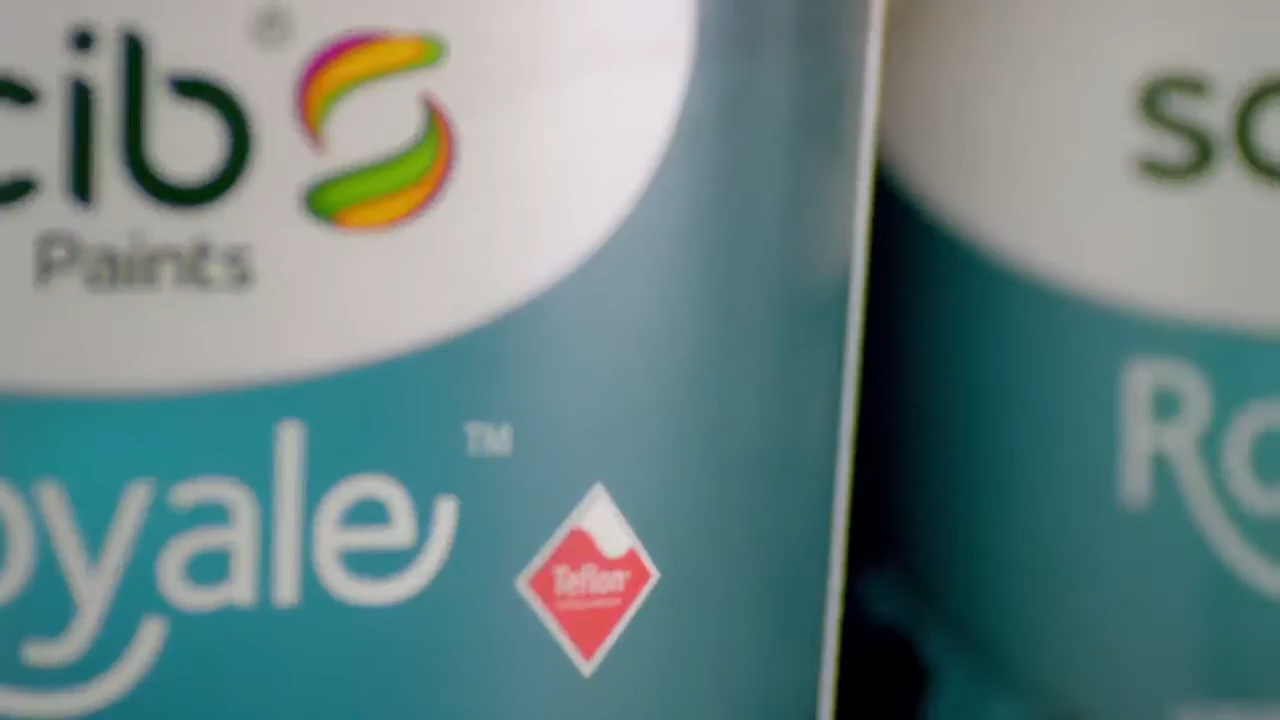 cib®
Paints
oyale™
Teflon
sc
Ro